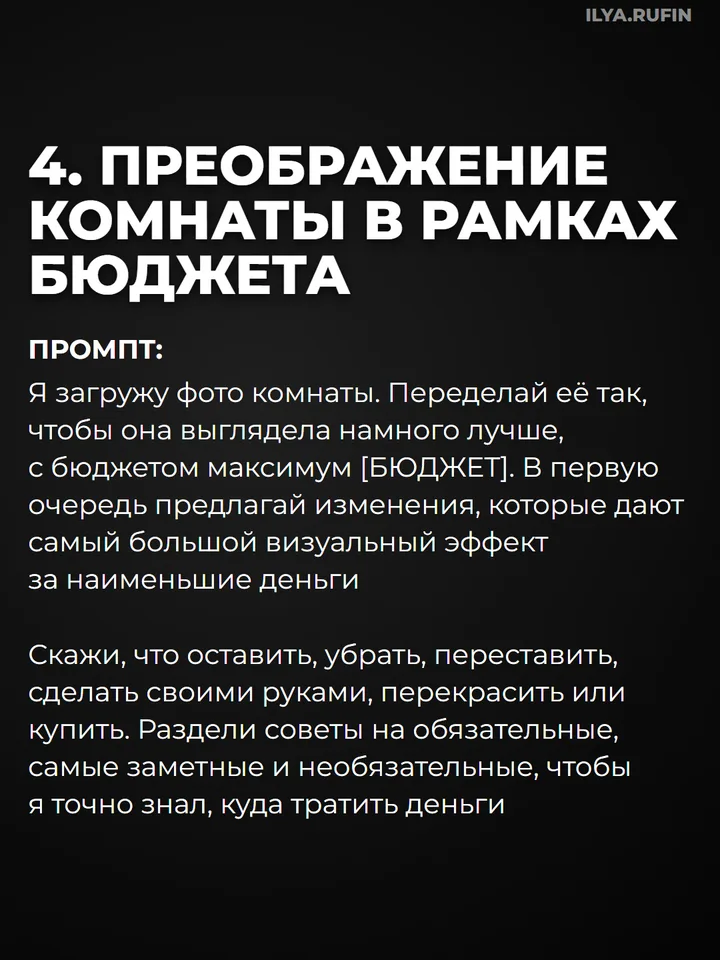 ILYA.RUFIN
4. ПРЕОБРАЖЕНИЕ
КОМНАТЫ В РАМКАХ
БЮДЖЕТА
ПРОМПТ:
Я загружу фото комнаты. Переделай её так,
чтобы она выглядела намного лучше,
с бюджетом максимум [БЮДЖЕТ]. В первую
очередь предлагай изменения, которые дают
самый большой визуальный эффект
за наименьшие деньги
Скажи, что оставить, убрать, переставить,
сделать своими руками, перекрасить или
купить. Раздели советы на обязательные,
самые заметные и необязательные, чтобы
я точно знал, куда тратить деньги